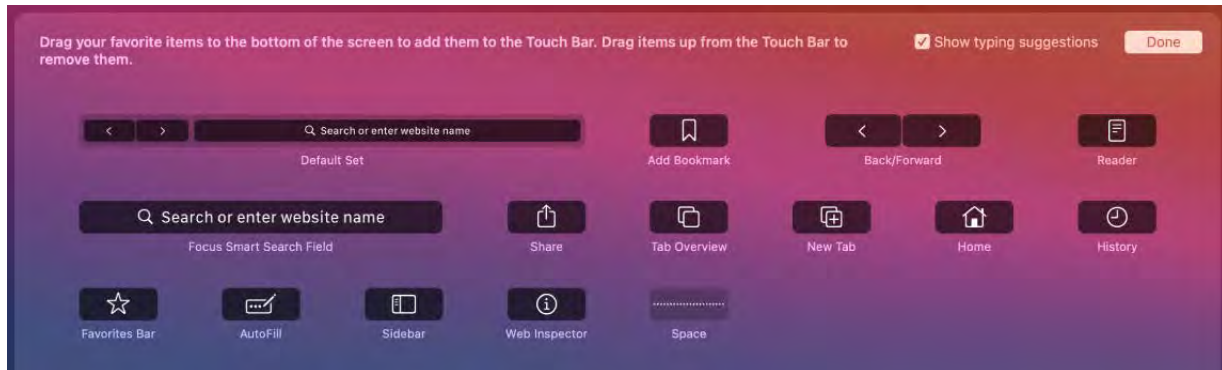 Drag your favorite items to the bottom of the screen to add them to the Touch Bar. Drag items up from the Touch Bar to
remove them.
Show typing suggestions
Done
Search or enter website name
Default Set
Add Bookmark
Back/Forward
Reader
Search or enter website name
Focus Smart Search Field
Share
Tab Overview
New Tab
Home
History
Favorites Bar
AutoFill
Sidebar
Web Inspector
Space